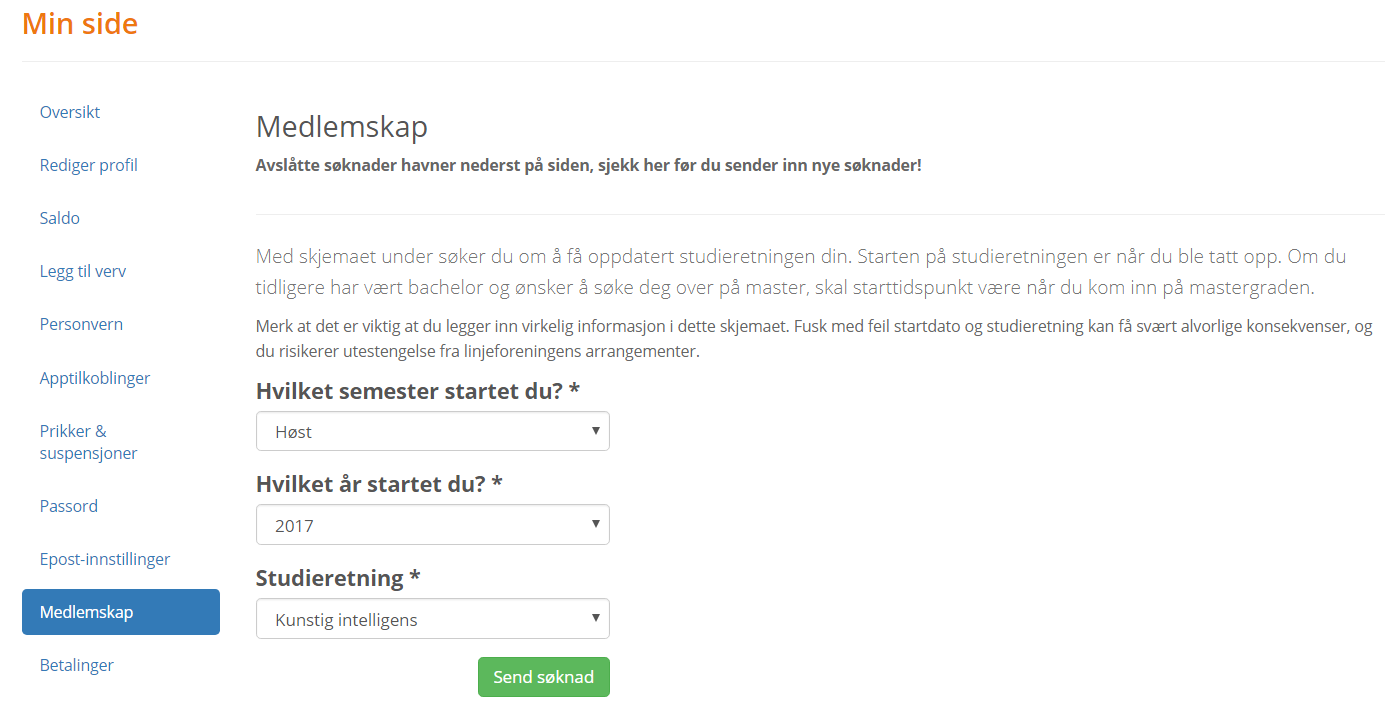 Min side
Oversikt
Rediger profil
Saldo
Legg til verv
Personvern
Apptilkoblinger
Prikker &
suspensjoner
Passord
Epost-innstillinger
Medlemskap
Betalinger
Medlemskap
Avslåtte søknader havner nederst på siden, sjekk her før du sender inn nye søknader!
Med skjemaet under søker du om å få oppdatert studieretningen din. Starten på studieretningen er når du ble tatt opp. Om du
tidligere har vært bachelor og ønsker å søke deg over på master, skal starttidspunkt være når du kom inn på mastergraden.
Merk at det er viktig at du legger inn virkelig informasjon i dette skjemaet. Fusk med feil startdato og studieretning kan få svært alvorlige konsekvenser, og
du risikerer utestengelse fra linjeforeningens arrangementer.
Hvilket semester startet du? *
Høst
Hvilket år startet du? *
2017
Studieretning *
Kunstig intelligens
Send søknad